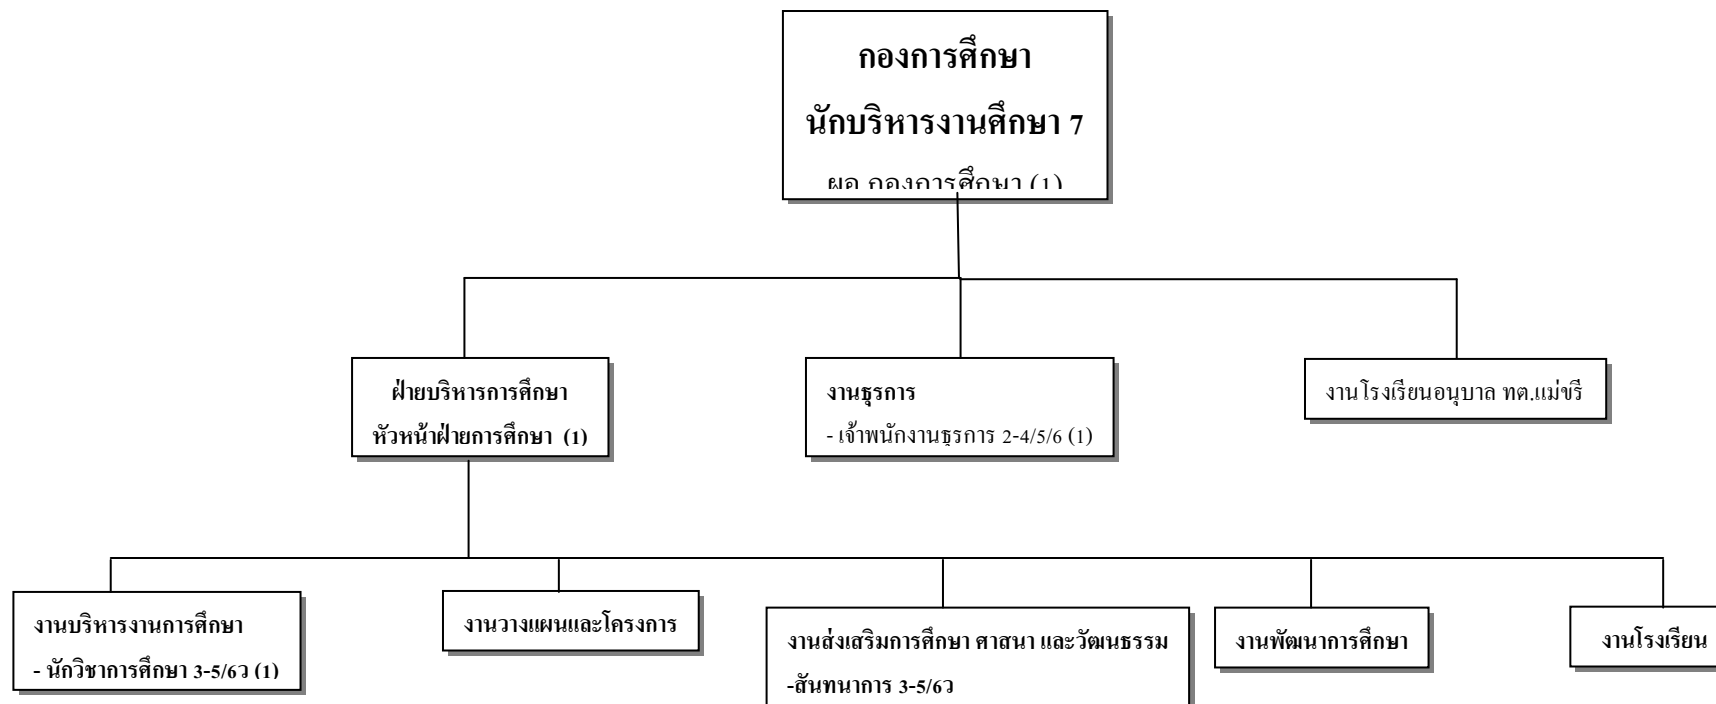 กองการศึกษา
นักบริหารงานศึกษา 7
ผอ กองการศึกษา (1)
ฝ่ายบริหารการศึกษา
หัวหน้าฝ่ายการศึกษา (1)
งานธุรการ
- เจ้าพนักงานธุรการ 2-4/5/6 (1)
งานโรงเรียนอนุบาล ทต.แม่ขรี
งานบริหารงานการศึกษา
- นักวิชาการศึกษา 3-5/6ว (1)
งานวางแผนและโครงการ
งานส่งเสริมการศึกษา ศาสนา และวัฒนธรรม
-สันทนาการ 3-5/6ว
งานพัฒนาการศึกษา
งานโรงเรียน